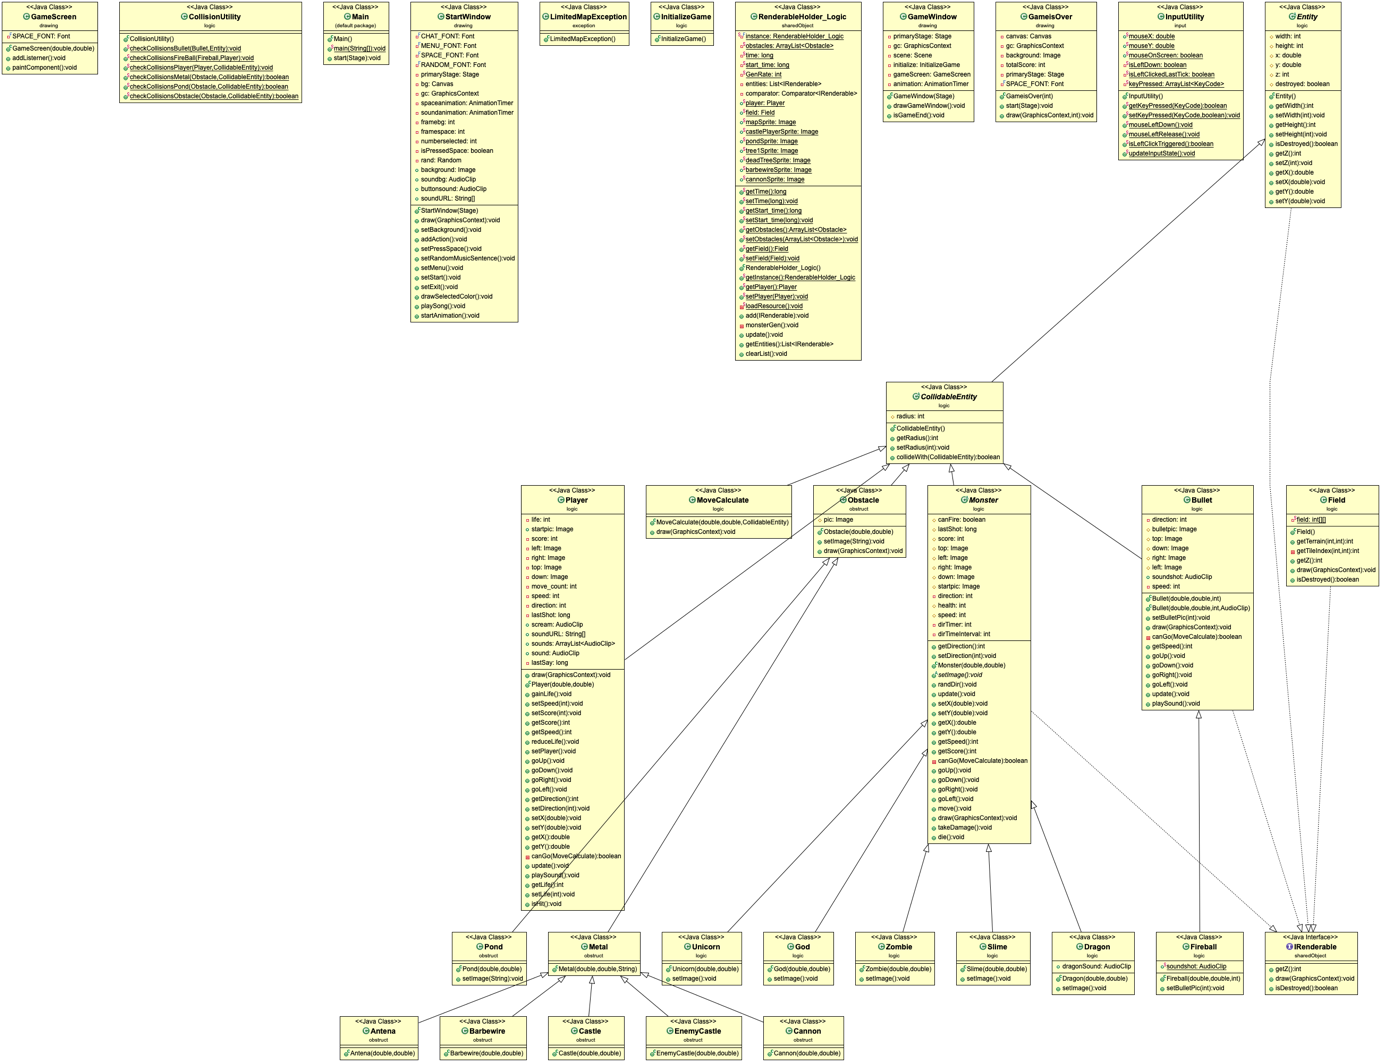 <<Java Class>>
GameScreen
drawing
SPACE_FONT: Font
GameScreen(double,double)
addListerner():void
paintComponent():void
<<Java Class>>
CollisionUtility
logic
CollisionUtility()
checkCollisionsBullet(Bullet,Entity):void
checkCollisionsFireBall(Fireball,Player):void
checkCollisionsPlayer(Player,CollidableEntity):void
checkCollisionsMetal(Obstacle,CollidableEntity):boolean
checkCollisionsPond(Obstacle,CollidableEntity):boolean
checkCollisionsObstacle(Obstacle,CollidableEntity):boolean
<<Java Class>>
Main
(default package)
Main()
main(String[]):void
start(Stage):void
<<Java Class>>
StartWindow
drawing
CHAT_FONT: Font
MENU_FONT: Font
SPACE_FONT: Font
RANDOM_FONT: Font
primaryStage: Stage
bg: Canvas
gc: GraphicsContext
spaceanimation: AnimationTimer
soundanimation: AnimationTimer
framebg: int
framespace: int
numberselected: int
isPressedSpace: boolean
rand: Random
background: Image
soundbg: AudioClip
buttonsound: AudioClip
soundURL: String[]
StartWindow(Stage)
draw(GraphicsContext):void
setBackground():void
addAction():void
setPressSpace():void
setRandomMusicSentence():void
setMenu():void
setStart():void
setExit():void
drawSelectedColor():void
playSong():void
startAnimation():void
<<Java Class>>
LimitedMapException
exception
LimitedMapException()
<<Java Class>>
InitializeGame
logic
InitializeGame()
<<Java Class>>
RenderableHolder_Logic
sharedObject
instance: RenderableHolder_Logic
obstacles: ArrayList<Obstacle>
time: long
start_time: long
GenRate: int
entities: List<IRenderable>
comparator: Comparator<IRenderable>
player: Player
field: Field
mapSprite: Image
castlePlayerSprite: Image
pondSprite: Image
tree1Sprite: Image
deadTreeSprite: Image
barbewireSprite: Image
cannonSprite: Image
getTime():long
setTime(long):void
getStart_time():long
setStart_time(long):void
getObstacles():ArrayList<Obstacle>
setObstacles(ArrayList<Obstacle>):void
getField():Field
setField(Field):void
RenderableHolder_Logic()
getInstance():RenderableHolder_Logic
getPlayer():Player
setPlayer(Player):void
loadResource():void
add(IRenderable):void
monsterGen():void
update():void
getEntities():List<IRenderable>
clearList():void
<<Java Class>>
GameWindow
drawing
primaryStage: Stage
gc: GraphicsContext
scene: Scene
initialize: InitializeGame
gameScreen: GameScreen
animation: AnimationTimer
GameWindow(Stage)
drawGameWindow():void
isGameEnd():void
<<Java Class>>
GameisOver
drawing
canvas: Canvas
gc: GraphicsContext
background: Image
totalScore: int
primaryStage: Stage
SPACE_FONT: Font
GameisOver(int)
start(Stage):void
draw(GraphicsContext,int):void
<<Java Class>>
InputUtility
input
mouseX: double
mouseY: double
mouseOnScreen: boolean
isLeftDown: boolean
isLeftClickedLastTick: boolean
keyPressed: ArrayList<KeyCode>
InputUtility()
getKeyPressed(KeyCode):boolean
setKeyPressed(KeyCode,boolean):void
mouseLeftDown():void
mouseLeftRelease():void
isLeftClickTriggered():boolean
updateInputState():void
<<Java Class>>
Entity
logic
width: int
height: int
x: double
y: double
z: int
destroyed: boolean
Entity()
getWidth():int
setWidth(int):void
getHeight():int
setHeight(int):void
isDestroyed():boolean
getZ():int
setZ(int):void
getX():double
setX(double):void
getY():double
setY(double):void
<<Java Class>>
CollidableEntity
logic
radius: int
CollidableEntity()
getRadius():int
setRadius(int):void
collideWith(CollidableEntity):boolean
<<Java Class>>
Player
logic
life: int
startpic: Image
score: int
left: Image
right: Image
top: Image
down: Image
move_count: int
speed: int
direction: int
lastShot: long
scream: AudioClip
soundURL: String[]
sounds: ArrayList<AudioClip>
sound: AudioClip
lastSay: long
draw(GraphicsContext):void
Player(double,double)
gainLife():void
setSpeed(int):void
setScore(int):void
getScore():int
getSpeed():int
reduceLife():void
setPlayer():void
goUp():void
goDown():void
goRight():void
goLeft():void
getDirection():int
setDirection(int):void
setX(double):void
setY(double):void
getX():double
getY():double
canGo(MoveCalculate):boolean
update():void
playSound():void
getLife():int
setLife(int):void
isHit():void
<<Java Class>>
MoveCalculate
logic
MoveCalculate(double,double,CollidableEntity)
draw(GraphicsContext):void
<<Java Class>>
Obstacle
obstruct
pic: Image
Obstacle(double,double)
setImage(String):void
draw(GraphicsContext):void
<<Java Class>>
Monster
logic
canFire: boolean
lastShot: long
score: int
top: Image
left: Image
right: Image
down: Image
startpic: Image
direction: int
health: int
speed: int
dirTimer: int
dirTimeInterval: int
getDirection():int
setDirection(int):void
Monster(double,double)
setImage():void
randDir():void
update():void
setX(double):void
setY(double):void
getX():double
getY():double
getSpeed():int
getScore():int
canGo(MoveCalculate):boolean
goUp():void
goDown():void
goRight():void
goLeft():void
move():void
draw(GraphicsContext):void
takeDamage():void
die():void
<<Java Class>>
Bullet
logic
direction: int
bulletpic: Image
top: Image
down: Image
right: Image
left: Image
soundshot: AudioClip
speed: int
Bullet(double,double,int)
Bullet(double,double,int,AudioClip)
setBulletPic(int):void
draw(GraphicsContext):void
canGo(MoveCalculate):boolean
getSpeed():int
goUp():void
goDown():void
goRight():void
goLeft():void
update():void
playSound():void
<<Java Class>>
Field
logic
field: int[][]
Field()
getTerrain(int,int):int
getTileIndex(int,int):int
getZ():int
draw(GraphicsContext):void
isDestroyed():boolean
<<Java Class>>
Pond
obstruct
Pond(double,double)
setImage(String):void
<<Java Class>>
Metal
obstruct
Metal(double,double,String)
<<Java Class>>
Unicorn
logic
Unicorn(double,double)
setImage():void
<<Java Class>>
God
logic
God(double,double)
setImage():void
<<Java Class>>
Zombie
logic
Zombie(double,double)
setImage():void
<<Java Class>>
Slime
logic
Slime(double,double)
setImage():void
<<Java Class>>
Dragon
logic
dragonSound: AudioClip
Dragon(double,double)
setImage():void
<<Java Class>>
Fireball
logic
soundshot: AudioClip
Fireball(double,double,int)
setBulletPic(int):void
<<Java Interface>>
IRenderable
sharedObject
getZ():int
draw(GraphicsContext):void
isDestroyed():boolean
<<Java Class>>
Antena
obstruct
Antena(double,double)
<<Java Class>>
Barbewire
obstruct
Barbewire(double,double)
<<Java Class>>
Castle
obstruct
Castle(double,double)
<<Java Class>>
EnemyCastle
obstruct
EnemyCastle(double,double)
<<Java Class>>
Cannon
obstruct
Cannon(double,double)